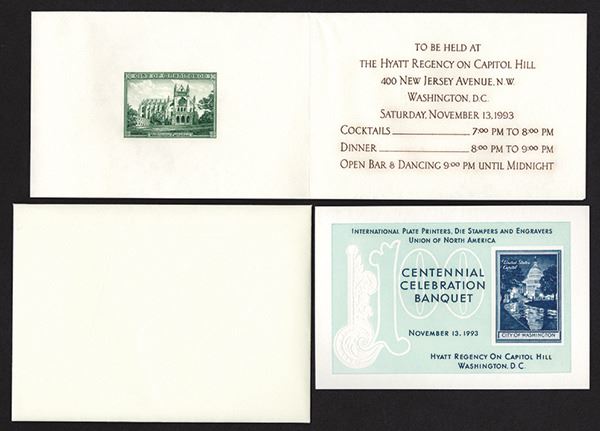 CITY OF WASHINGTON
TO BE HELD AT
THE HYATT REGENCY ON CAPITOL HILL
400 NEW JERSEY AVENUE, N.W.
WASHINGTON, D.C.
SATURDAY, NOVEMBER 13, 1993
COCKTAILS 7:00 PM TO 8 PM
DINNER 8:00 PM TO 9:00 PM
OPEN BAR & DANCING 9:00 PM UNTIL MIDNIGHT
INTERNATIONAL PLATE PRINTERS, DIE STAMPERS AND ENGRAVERS
UNION OF NORTH AMERICA
100
CENTENNIAL
CELEBRATION
BANQUET
NOVEMBER 13, 1993
United States
Capitol
CITY OF WASHINGTON
HYATT REGENCY ON CAPITOL HILL
WASHINGTON, D.C.